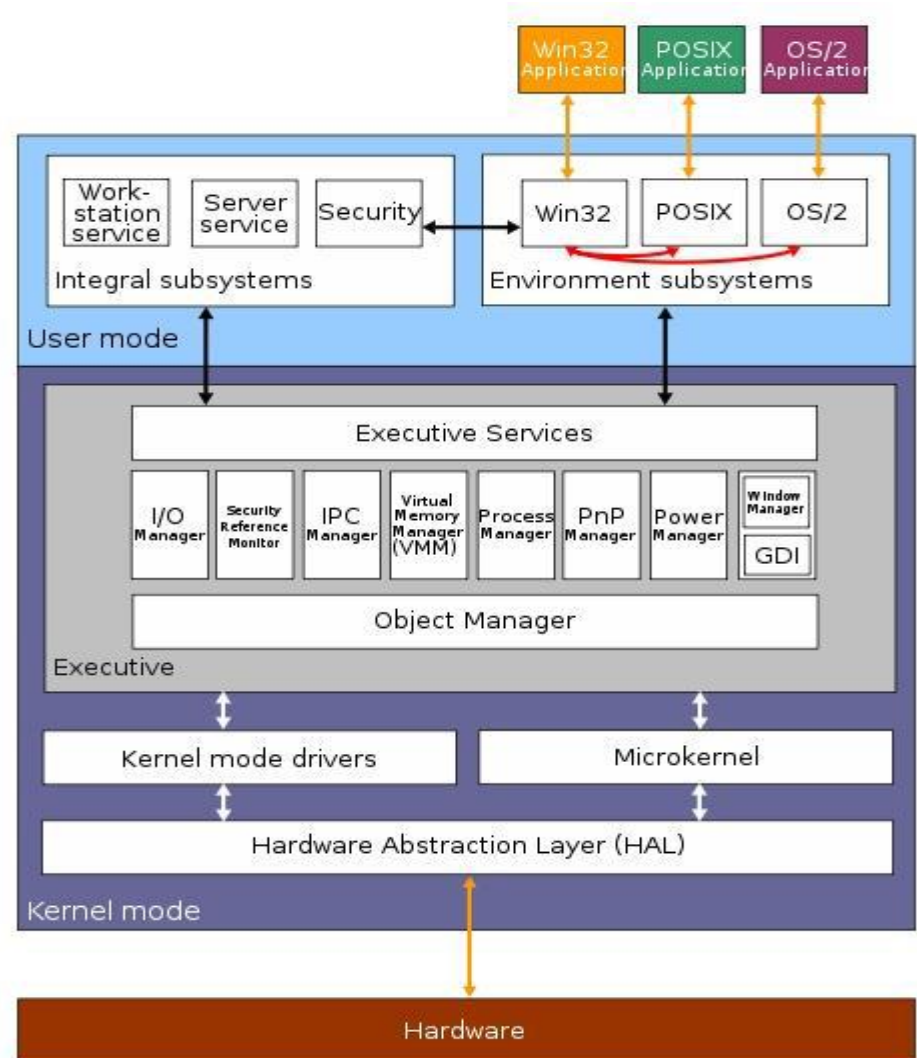 Win32
Application
POSIX
Application
OS/2
Application
Work-
station
service
Server
service
Security
Integral subsystems
Win32
POSIX
OS/2
Environment subsystems
User mode
Executive Services
I/O
Manager
Security
Reference
Monitor
IPC
Manager
Virtual
Memory
Manager
(VMM)
Process
Manager
PnP
Manager
Power
Manager
Window
Manager
GDI
Object Manager
Executive
Kernel mode drivers
Microkernel
Hardware Abstraction Layer (HAL)
Kernel mode
Hardware